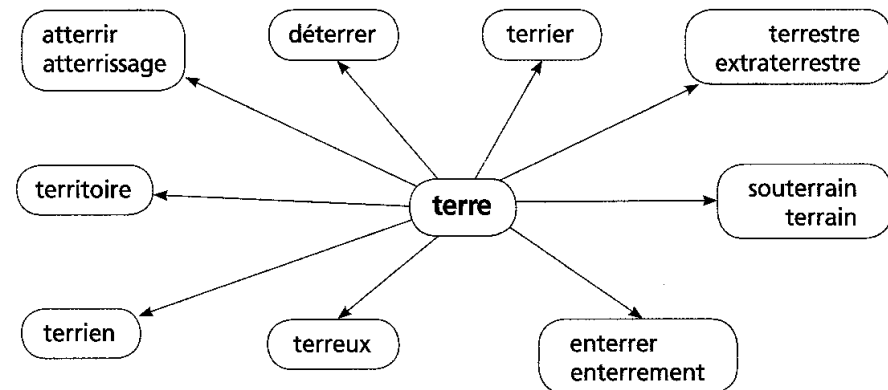 atterrir
atterrissage
déterrer
terrier
terrestre
extraterrestre
territoire
terre
souterrain
terrain
terrien
terreux
enterrer
enterrement